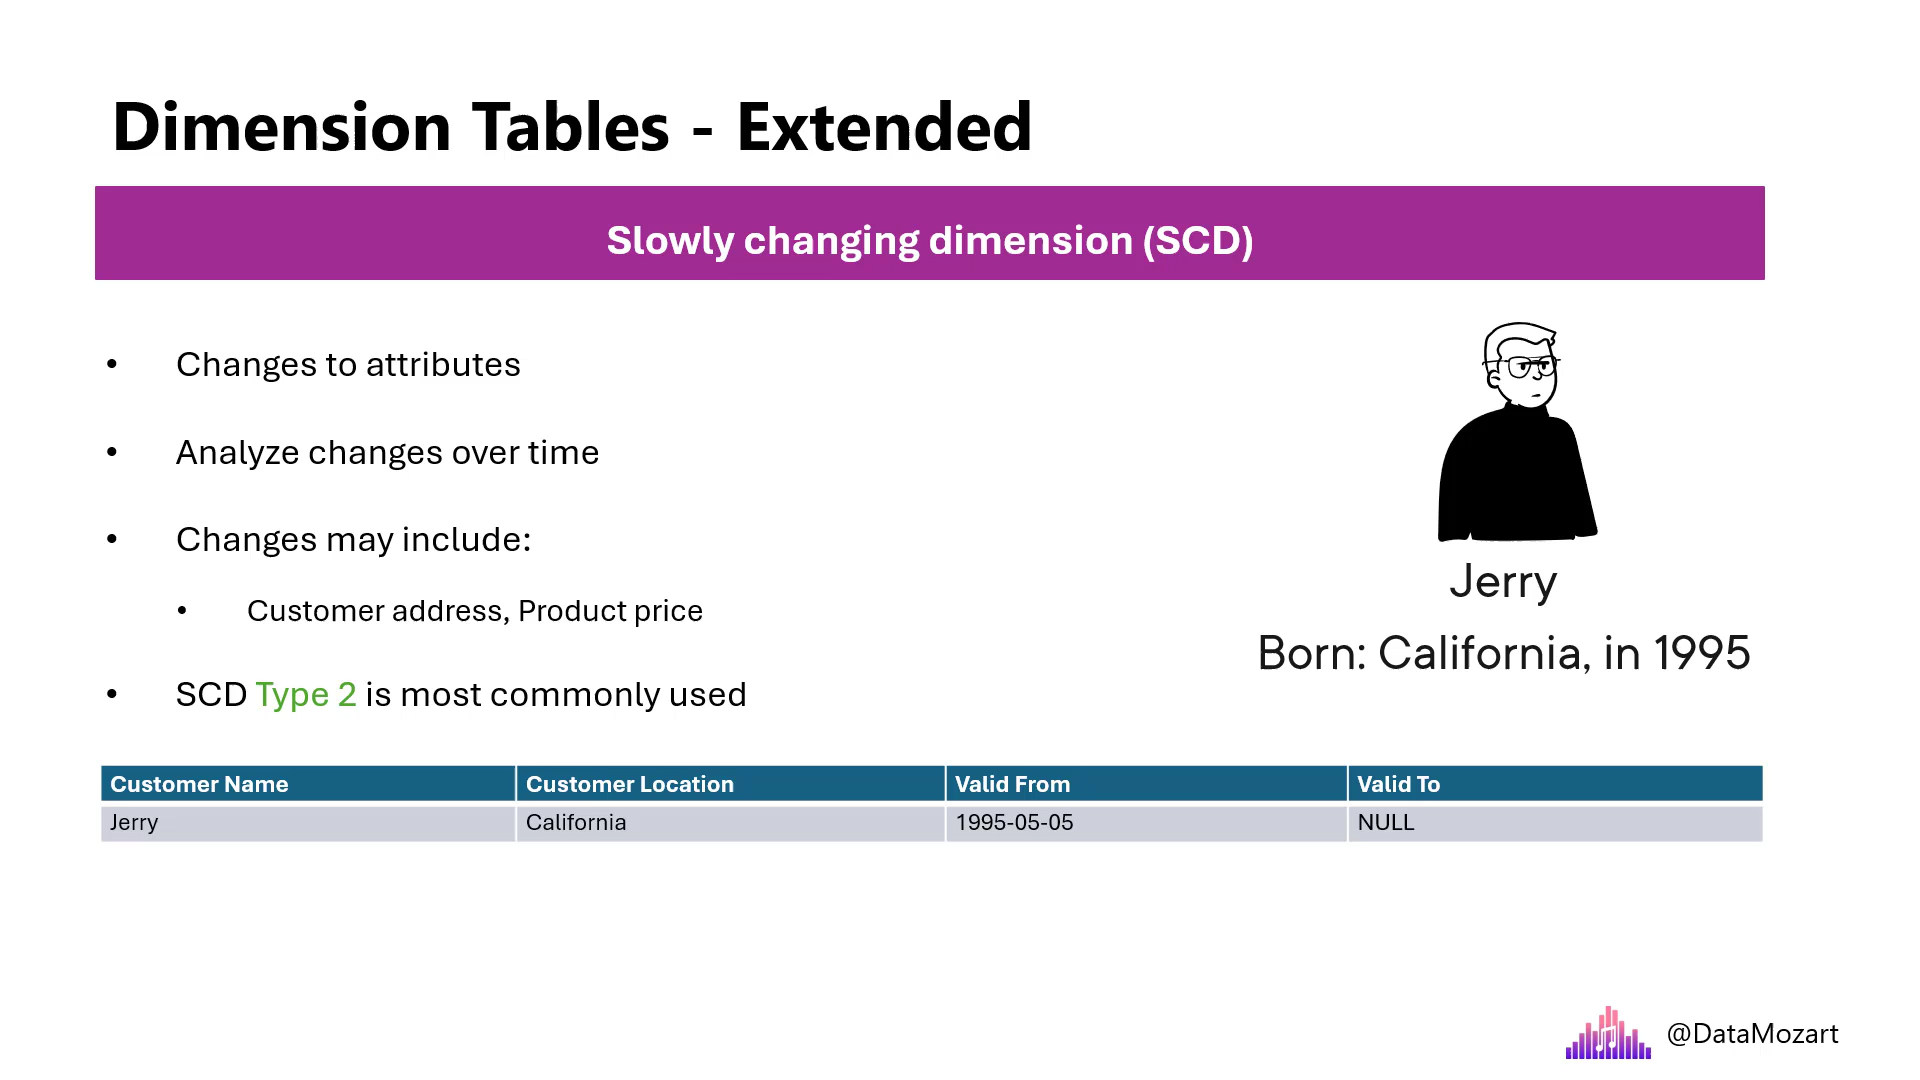 Dimension Tables - Extended
Slowly changing dimension (SCD)
• Changes to attributes
• Analyze changes over time
• Changes may include:
• Customer address, Product price
• SCD Type 2 is most commonly used
Jerry
Born: California, in 1995
Customer Name Customer Location Valid From Valid To
Jerry California 1995-05-05 NULL
@DataMozart